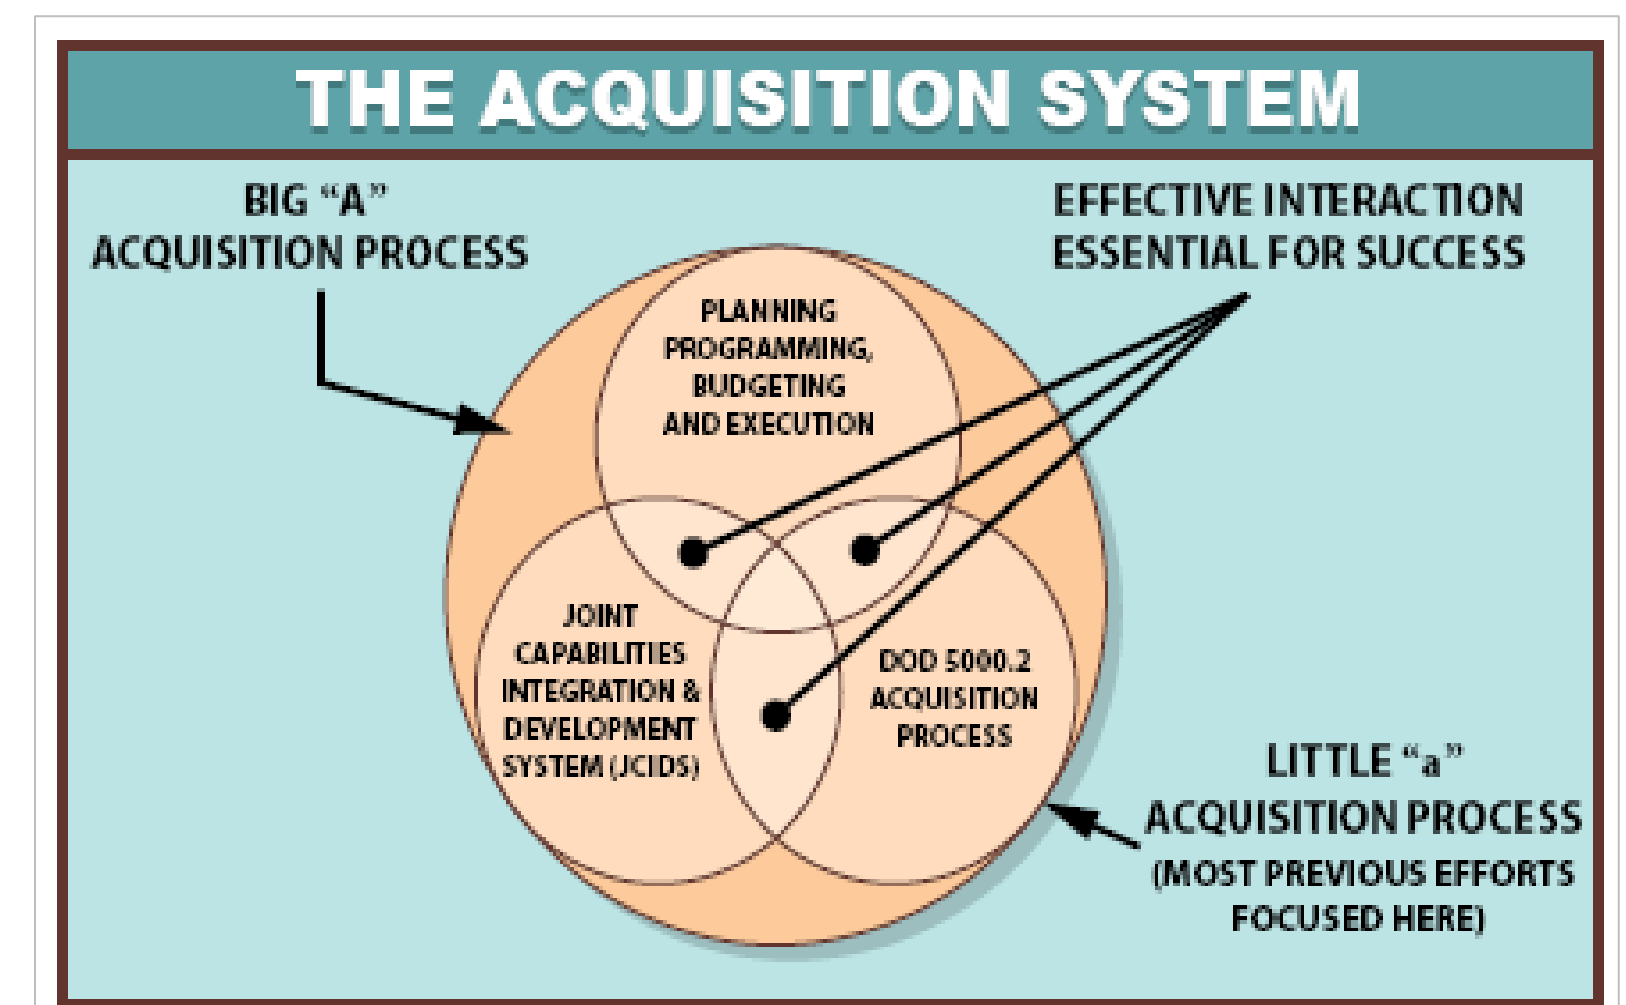 THE ACQUISITION SYSTEM
BIG “A”
ACQUISITION PROCESS
EFFECTIVE INTERACTION
ESSENTIAL FOR SUCCESS
PLANNING
PROGRAMMING,
BUDGETING
AND EXECUTION
JOINT
CAPABILITIES
INTEGRATION &
DEVELOPMENT
SYSTEM (JCIDS)
DOD 5000.2
ACQUISITION
PROCESS
LITTLE “a”
ACQUISITION PROCESS
(MOST PREVIOUS EFFORTS
FOCUSED HERE)